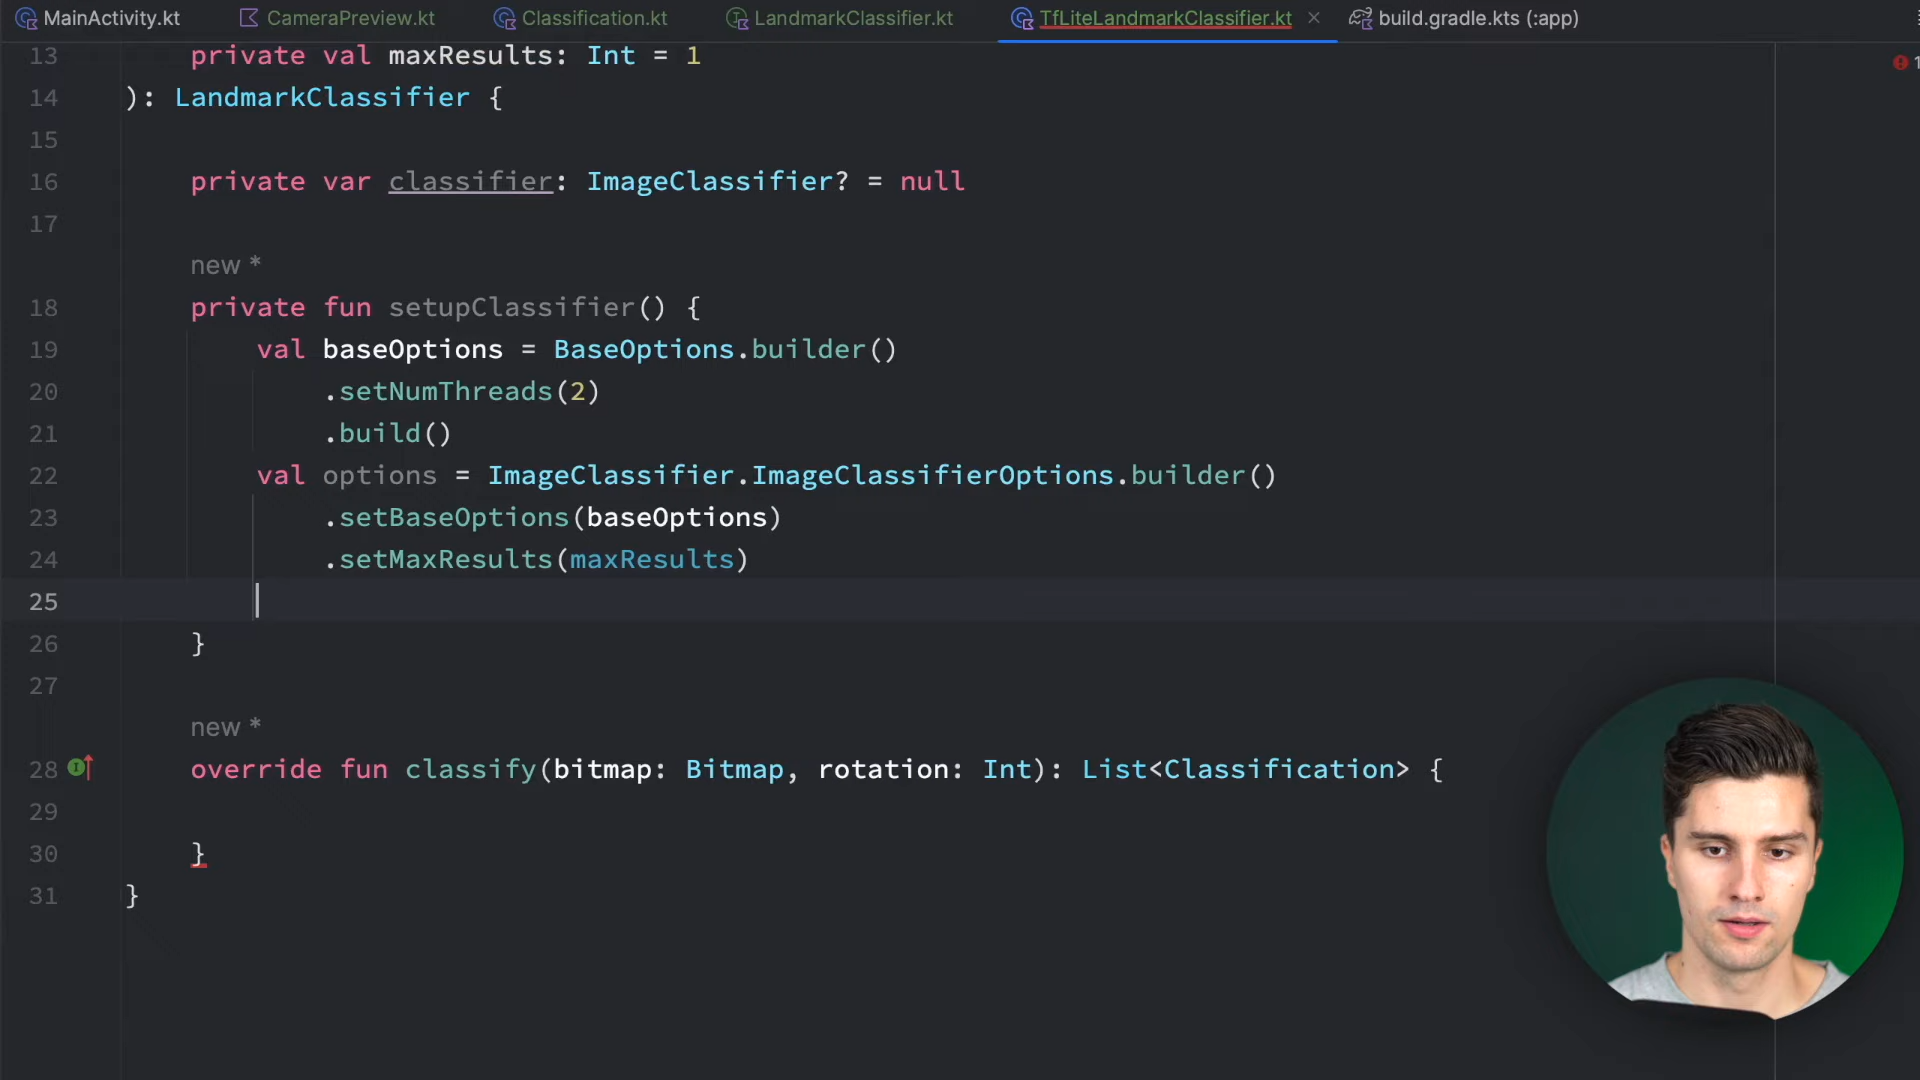 MainActivity.kt CameraPreview.kt Classification.kt LandmarkClassifier.kt TfLiteLandmarkClassifier.kt build.gradle.kts (:app)
13 private val maxResults: Int = 1
14 ): LandmarkClassifier {
15
16 private var classifier: ImageClassifier? = null
17
new *
18 private fun setupClassifier() {
19 val baseOptions = BaseOptions.builder()
20 .setNumThreads(2)
21 .build()
22 val options = ImageClassifier.ImageClassifierOptions.builder()
23 .setBaseOptions(baseOptions)
24 .setMaxResults(maxResults)
25
26 }
27
new *
28 override fun classify(bitmap: Bitmap, rotation: Int): List<Classification> {
29
30 }
31 }